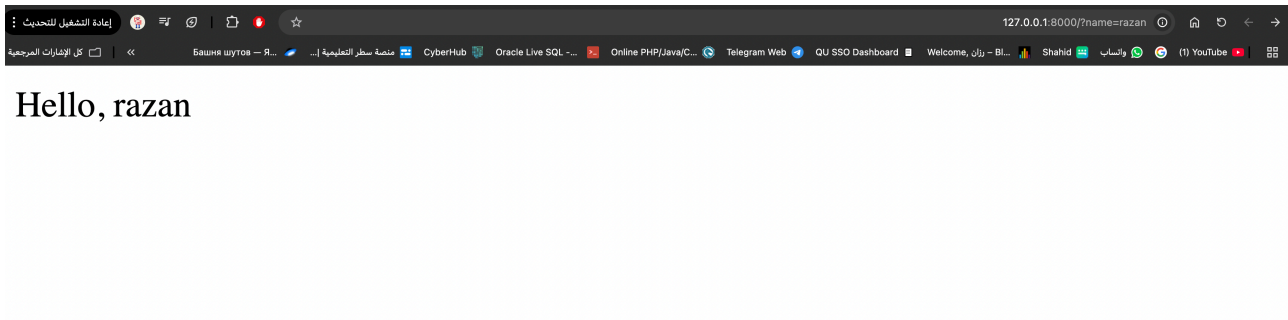 127.0.0.1:8000/?name=razan
إعادة التشغيل للتحديث
(1) YouTube
واتساب
Shahid
Welcome, رزان – Bl...
QU SSO Dashboard
Telegram Web
Online PHP/Java/C...
Oracle Live SQL -...
CyberHub
منصة سطر التعليمية |...
Башня шутов — Я...
»
كل الإشارات المرجعية
Hello, razan